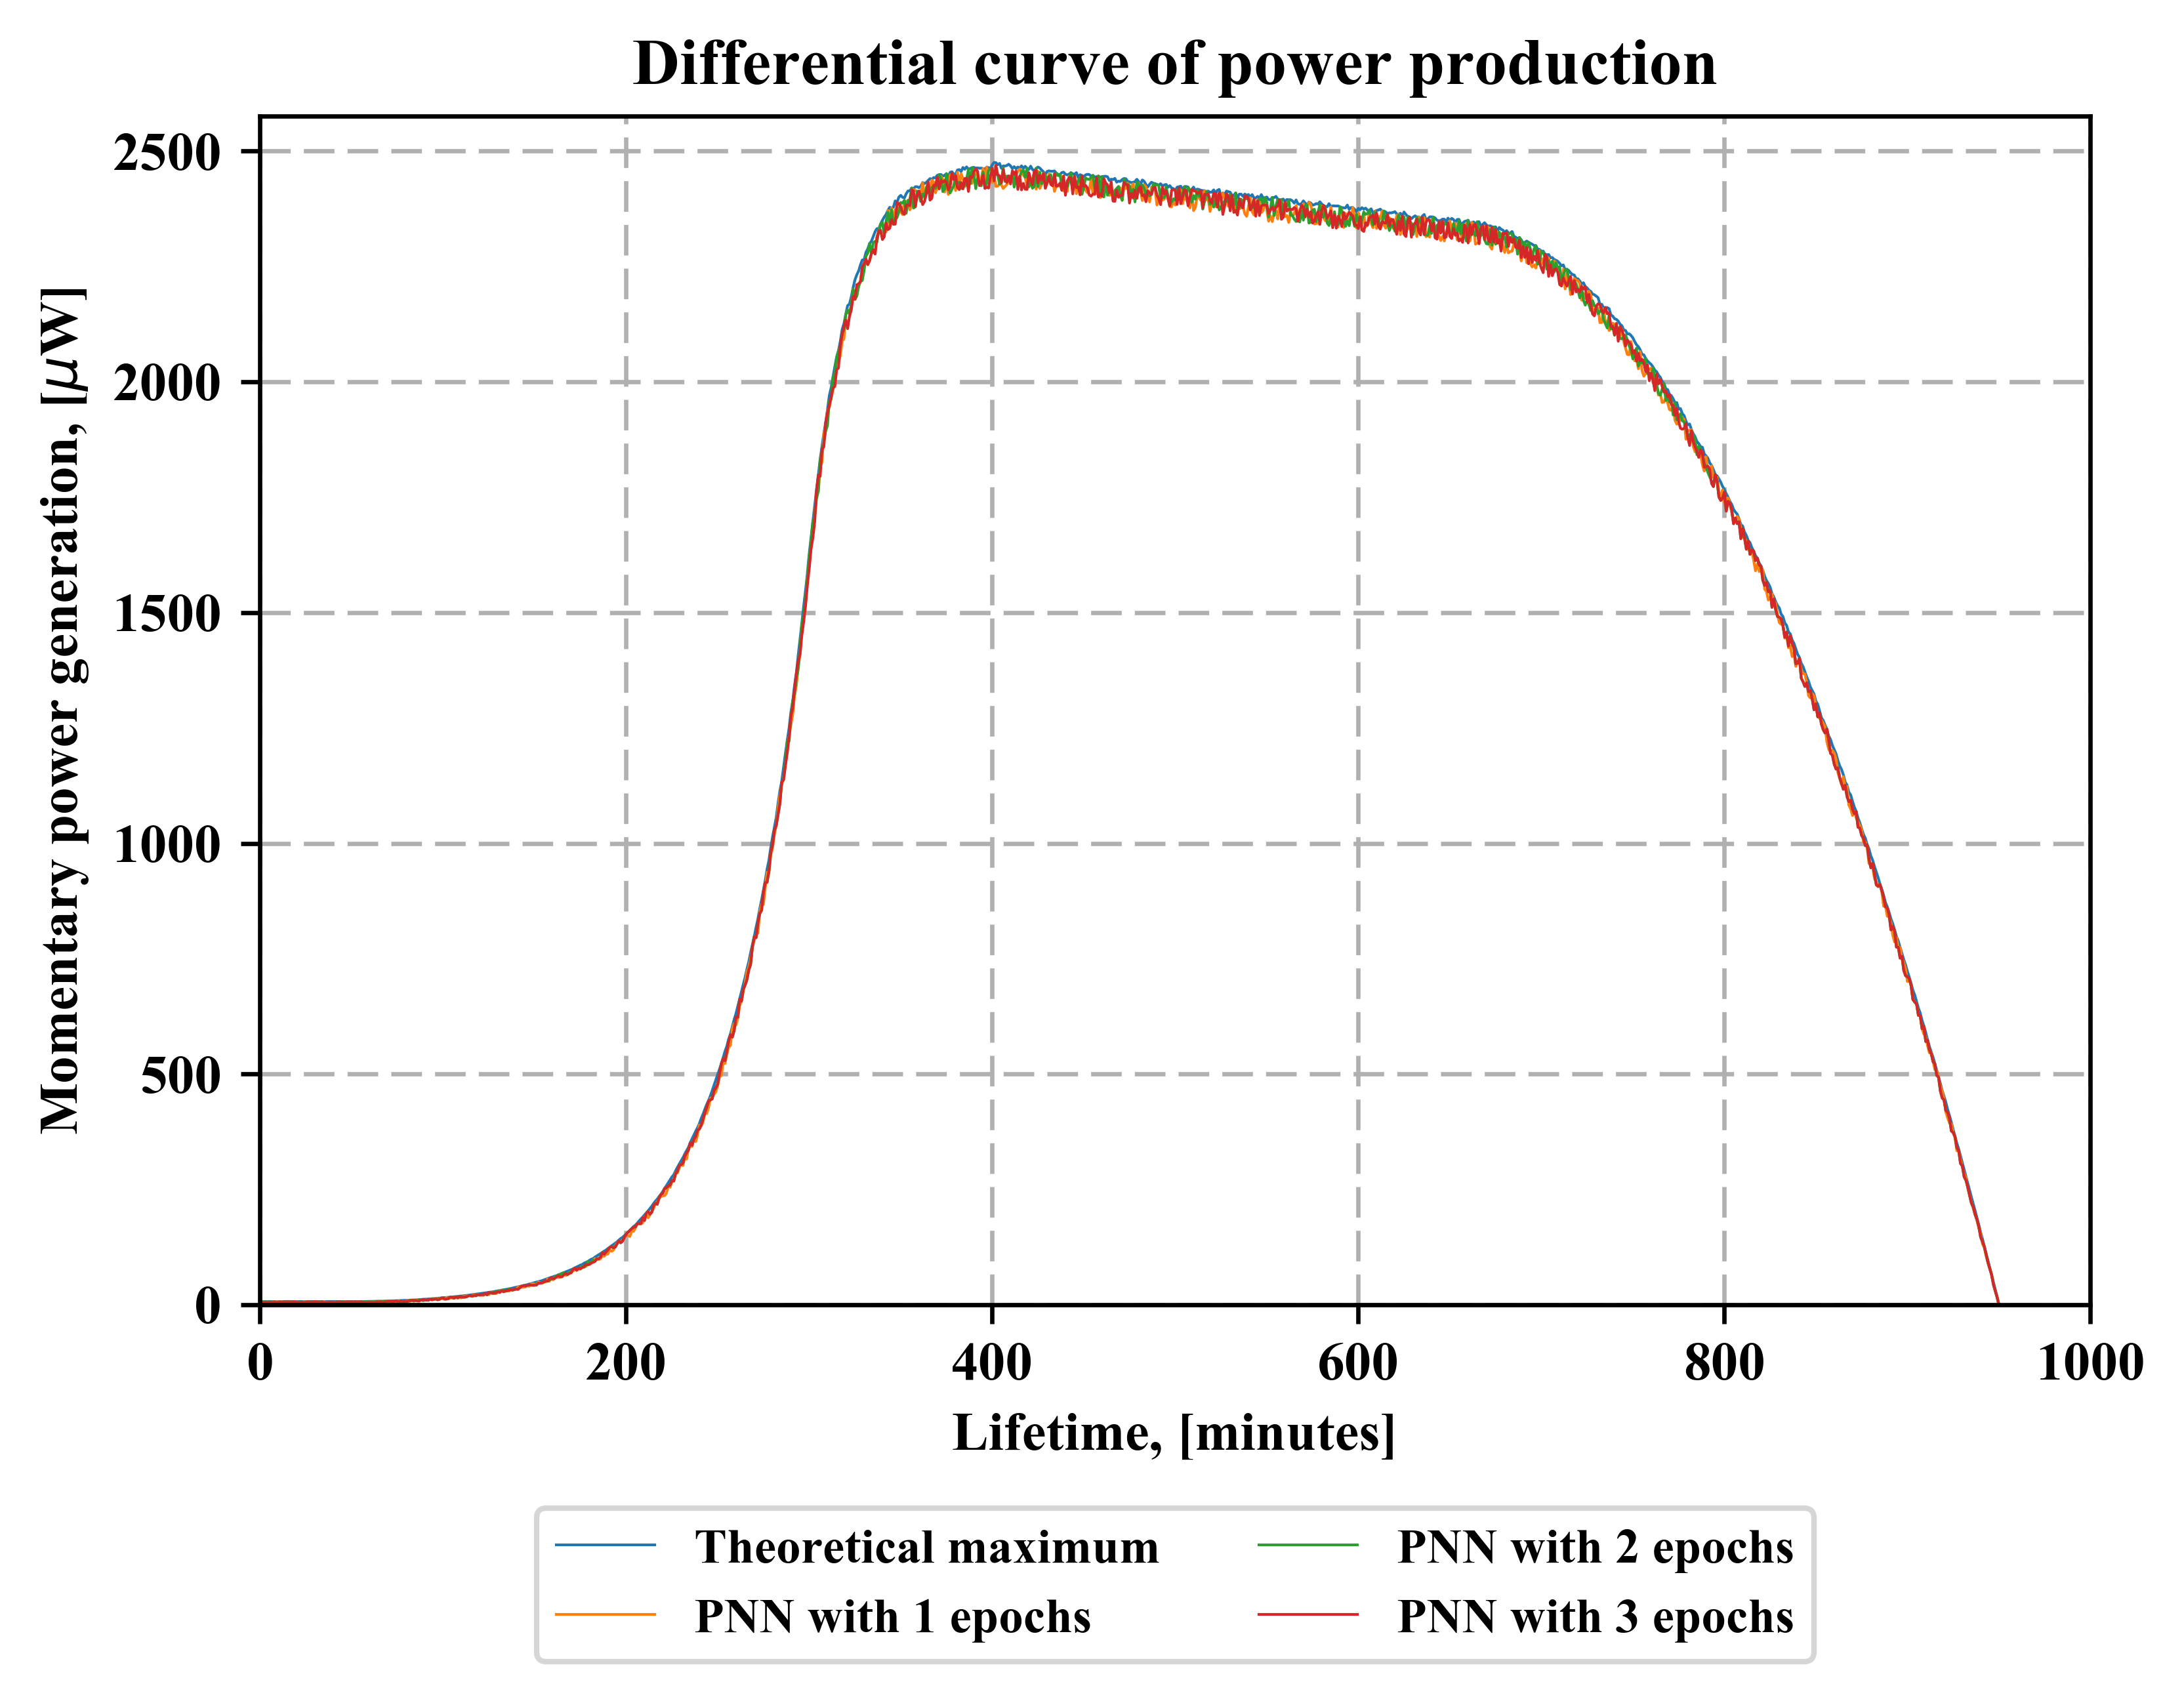 Differential curve of power production
Momentary power generation, [μW]
2500
2000
1500
1000
500
0
0 200 400 600 800 1000
Lifetime, [minutes]
Theoretical maximum
PNN with 1 epochs
PNN with 2 epochs
PNN with 3 epochs